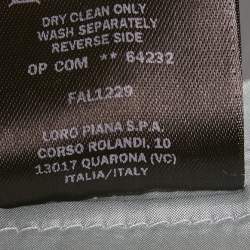 DRY CLEAN ONLY
WASH SEPARATELY
REVERSE SIDE
OP COM ** 64232
FAL1229
LORO PIANA S.P.A.
CORSO ROLANDI, 10
13017 QUARONA (VC)
ITALIA/ITALY